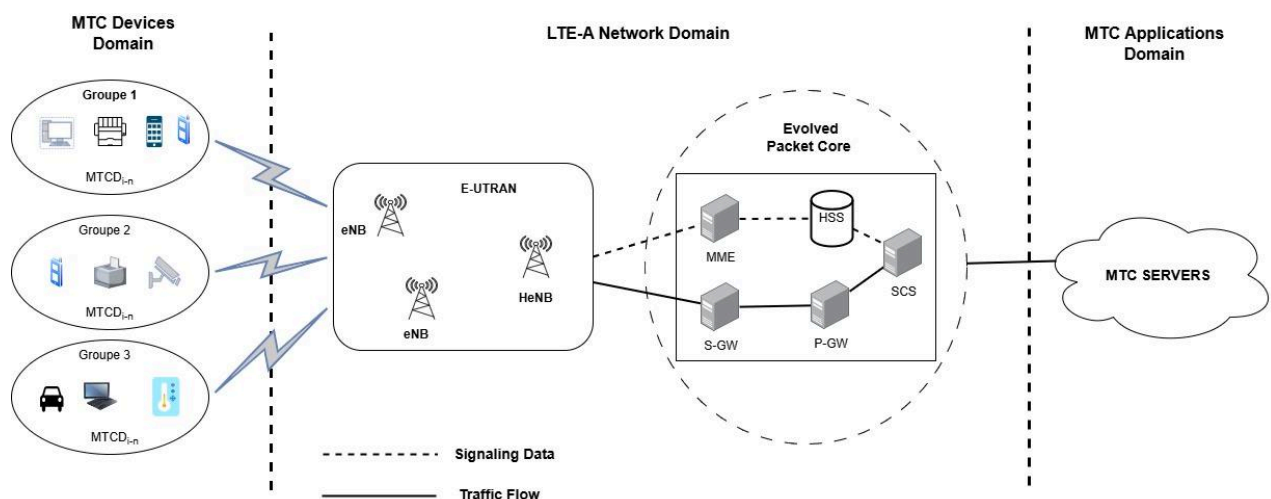 MTC Devices
Domain
LTE-A Network Domain
MTC Applications
Domain
Groupe 1
MTCDi-n
Groupe 2
MTCDi-n
Groupe 3
MTCDi-n
E-UTRAN
eNB
HeNB
eNB
Evolved
Packet Core
MME
HSS
SCS
S-GW
P-GW
MTC SERVERS
Signaling Data
Traffic Flow